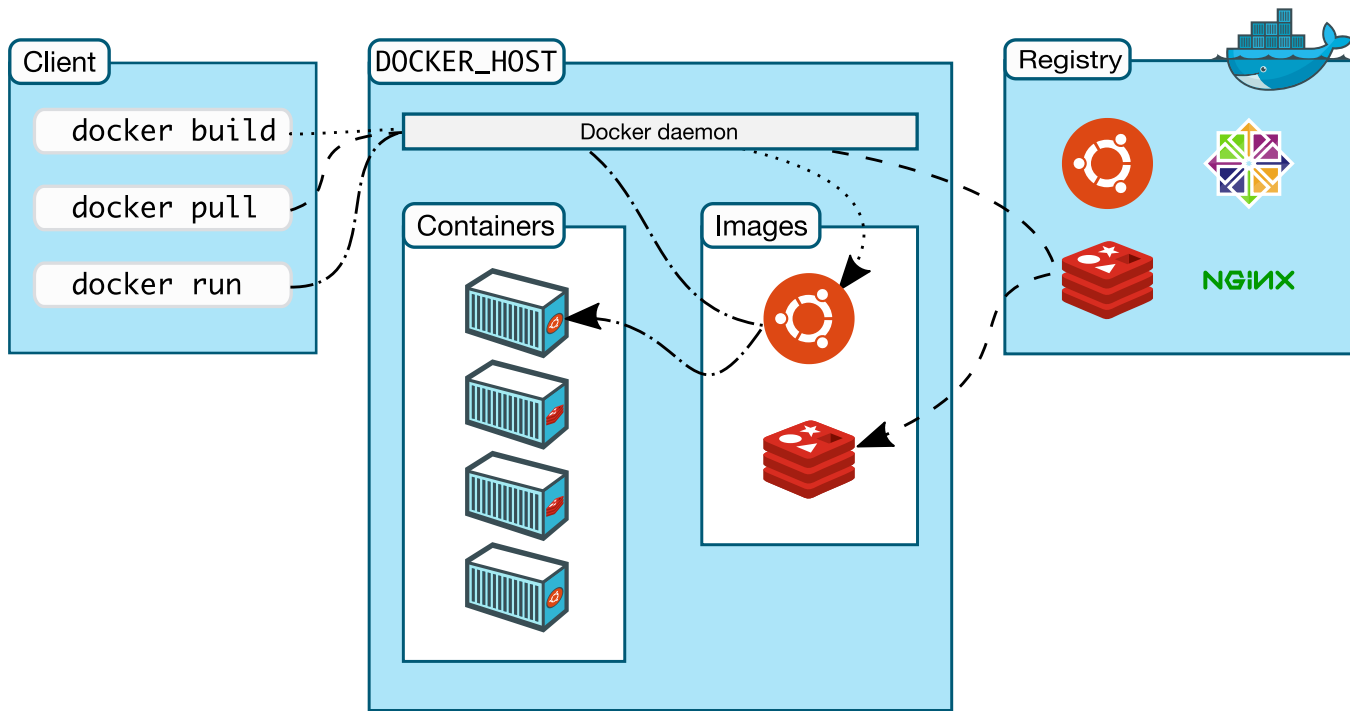 Client
docker build
docker pull
docker run
DOCKER_HOST
Docker daemon
Containers
Images
Registry
NGiNX